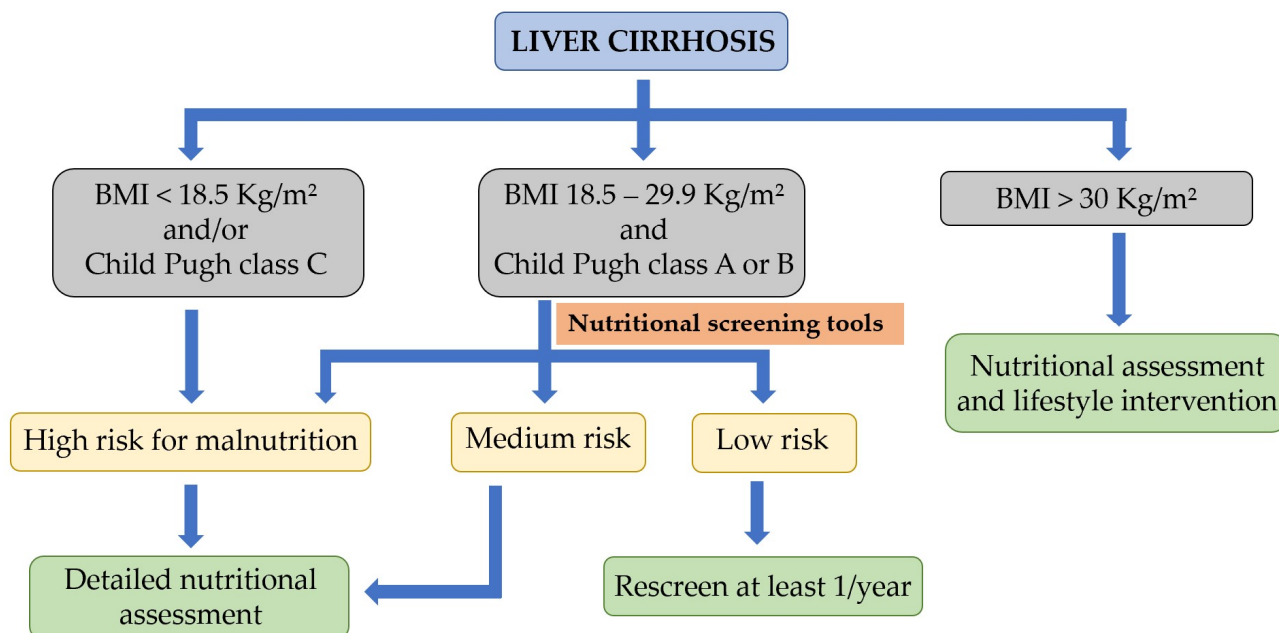 LIVER CIRRHOSIS
BMI < 18.5 Kg/m²
and/or
Child Pugh class C
BMI 18.5 – 29.9 Kg/m²
and
Child Pugh class A or B
BMI > 30 Kg/m²
Nutritional screening tools
Nutritional assessment
and lifestyle intervention
High risk for malnutrition
Medium risk
Low risk
Detailed nutritional
assessment
Rescreen at least 1/year